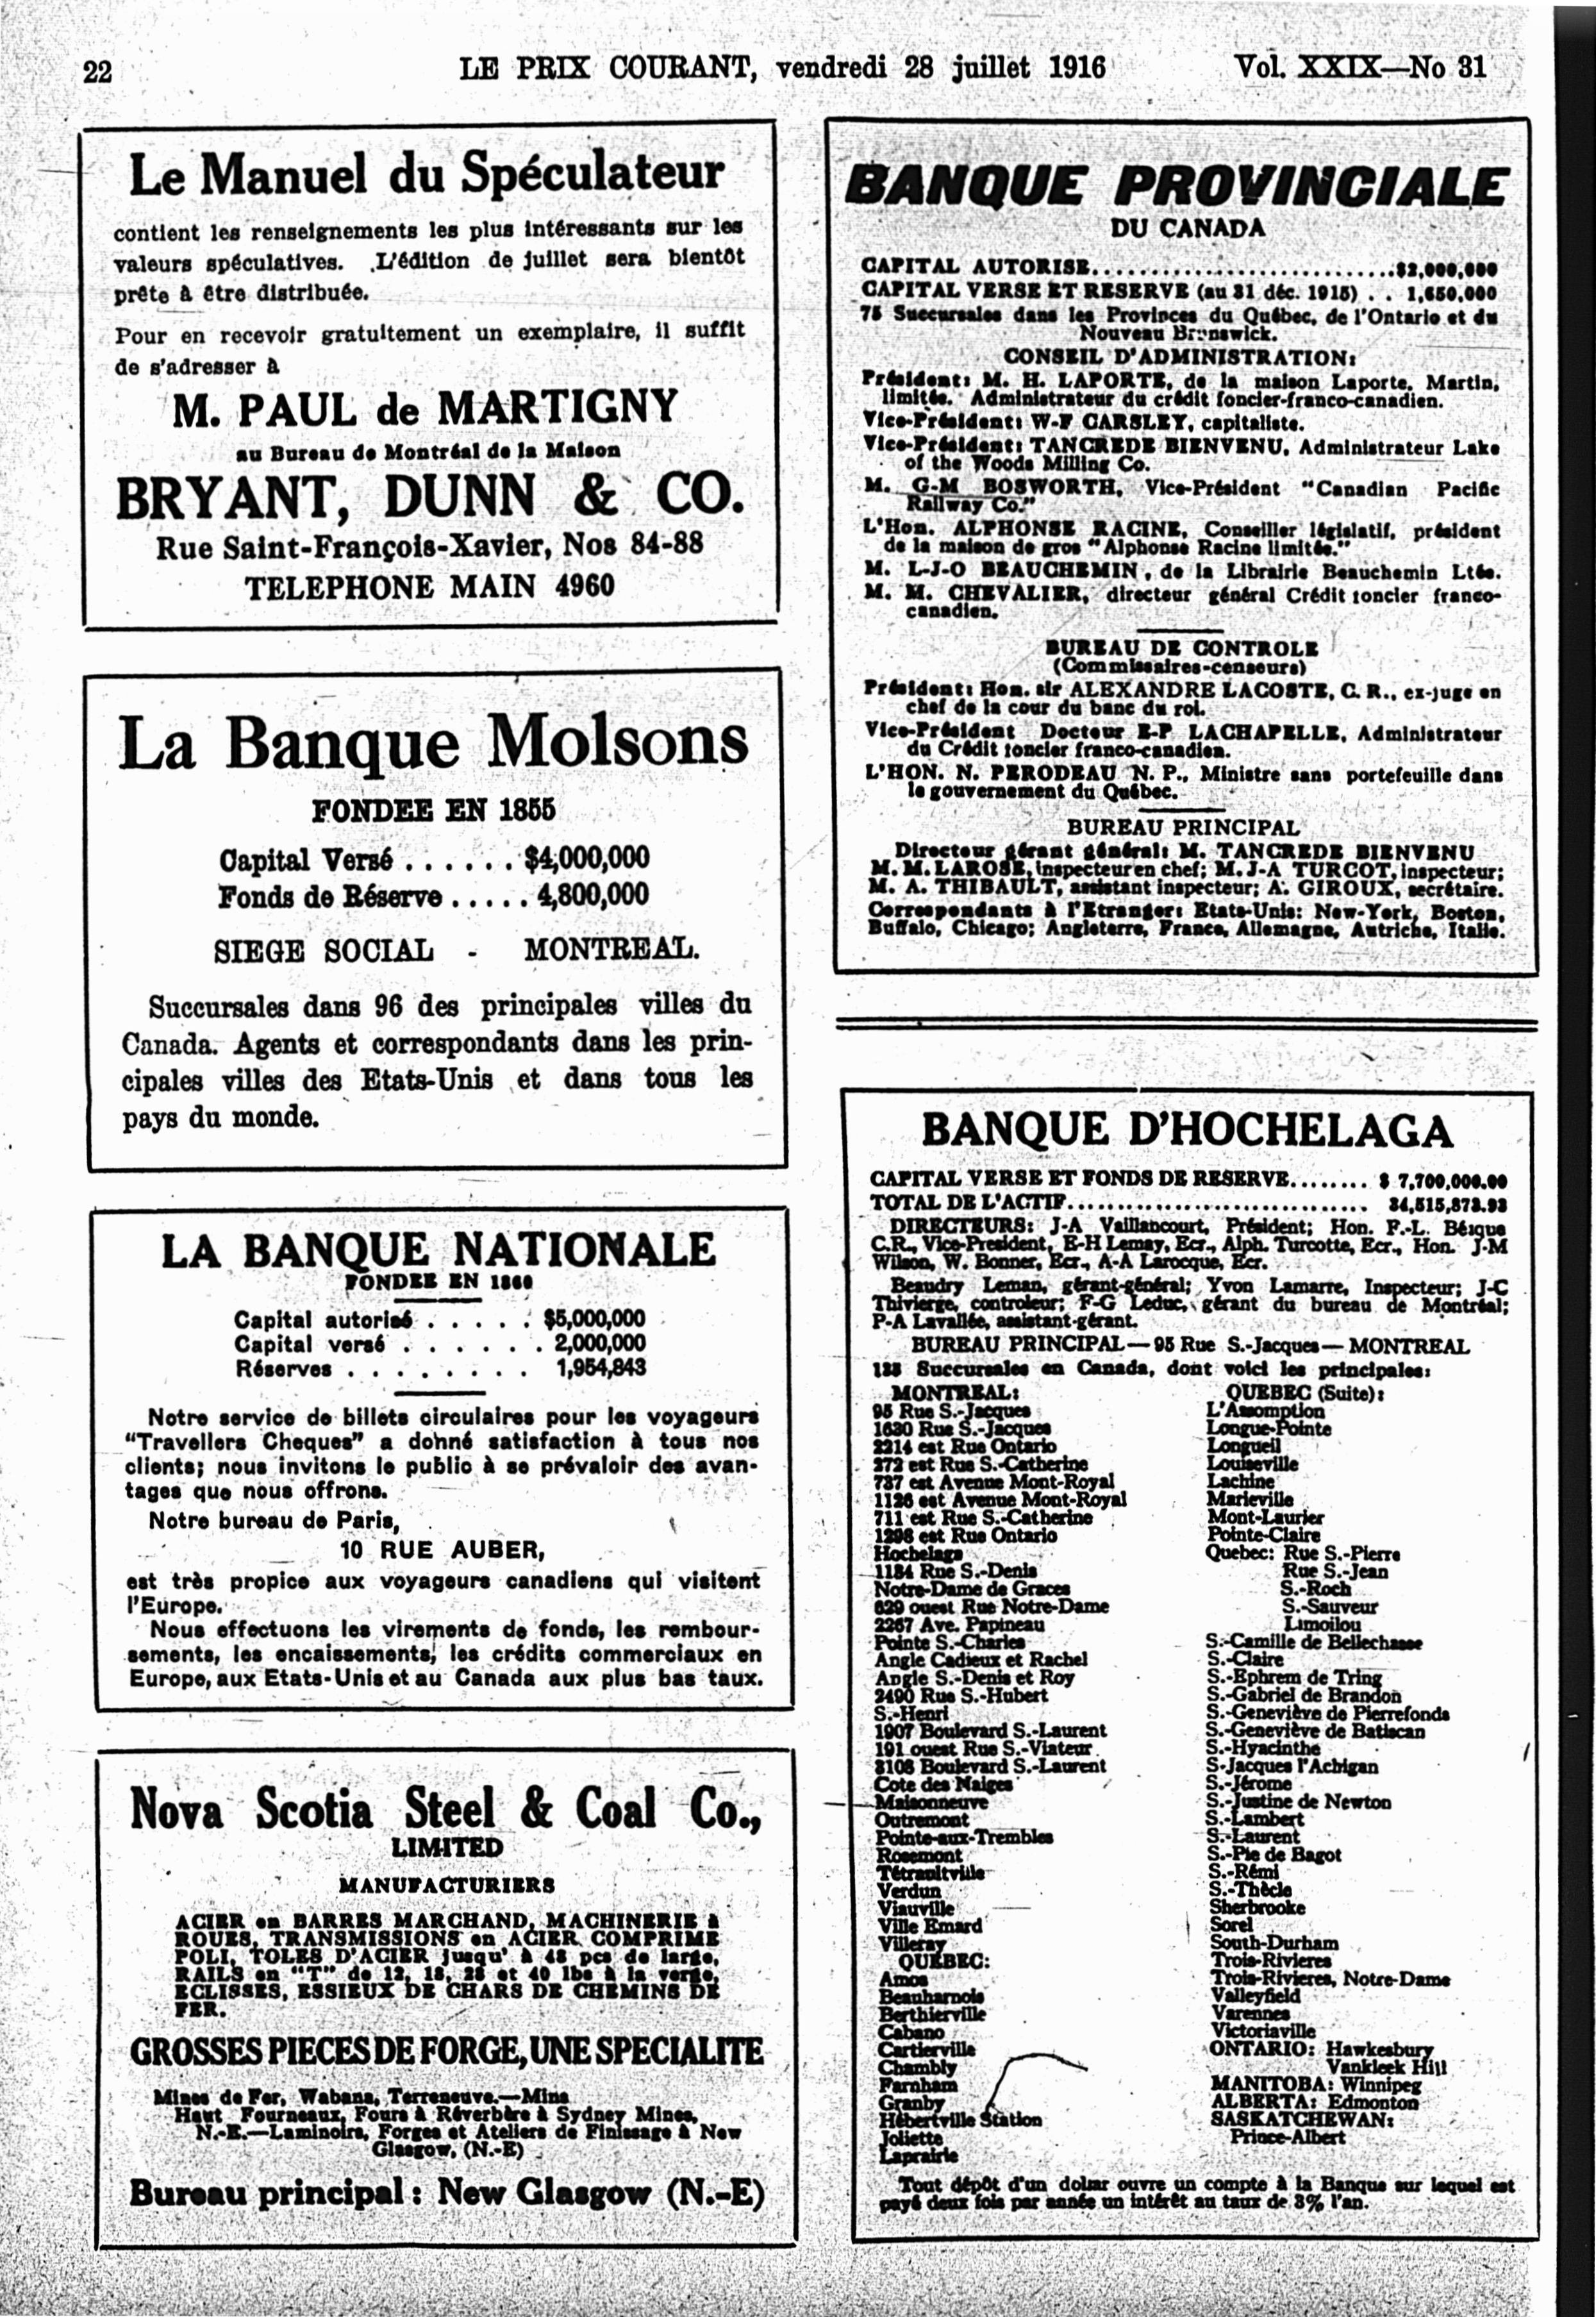 22
LE PRIX COURANT, vendredi 28 juillet 1916
Vol. XXIX—No 31
Le Manuel du Spéculateur
contient les renseignements les plus intéressants sur les
valeurs spéculatives. L'édition de juillet sera bientôt
prête à être distribuée.
Pour en recevoir gratuitement un exemplaire, il suffit
de s'adresser à
M. PAUL de MARTIGNY
au Bureau de Montréal de la Maison
BRYANT, DUNN & CO.
Rue Saint-François-Xavier, Nos 84-88
TELEPHONE MAIN 4960
La Banque Molsons
FONDEE EN 1855
Capital Versé ...... $4,000,000
Fonds de Réserve ..... 4,800,000
SIEGE SOCIAL - MONTREAL.
Succursales dans 96 des principales villes du
Canada. Agents et correspondants dans les prin-
cipales villes des Etats-Unis et dans tous les
pays du monde.
LA BANQUE NATIONALE
FONDEE EN 1860
Capital autorisé . . . . . $5,000,000
Capital versé . . . . . . 2,000,000
Réserves . . . . . . . . 1,954,843
Notre service de billets circulaires pour les voyageurs
"Travellers Cheques" a donné satisfaction à tous nos
clients; nous invitons le public à se prévaloir des avan-
tages que nous offrons.
Notre bureau de Paris,
10 RUE AUBER,
est très propice aux voyageurs canadiens qui visitent
l'Europe.
Nous effectuons les virements de fonds, les rembour-
sements, les encaissements, les crédits commerciaux en
Europe, aux Etats-Unis et au Canada aux plus bas taux.
Nova Scotia Steel & Coal Co.,
LIMITED
MANUFACTURIERS
ACIER en BARRES MARCHAND, MACHINERIE à
ROUES, TRANSMISSIONS en ACIER COMPRIME
POLI, TOLES D'ACIER jusqu' à 48 pcs de large,
RAILS en "T" de 12, 18, 28 et 40 lbs à la verge,
ECLISSES, ESSIEUX DE CHARS DE CHEMINS DE
FER.
GROSSES PIECES DE FORGE, UNE SPECIALITE
Mines de Fer, Wabana, Terreneuve.—Mine
Haut Fourneaux, Fours à Réverbère à Sydney Mines,
N.-E.—Laminoirs, Forges et Ateliers de Finissage à New
Glasgow, (N.-E)
Bureau principal: New Glasgow (N.-E)
BANQUE PROVINCIALE
DU CANADA
CAPITAL AUTORISE............................$2,000,000
CAPITAL VERSE ET RESERVE (au 31 déc. 1915) . . 1,650,000
75 Succursales dans les Provinces du Québec, de l'Ontario et du
Nouveau Brunswick.
CONSEIL D'ADMINISTRATION:
Président: M. H. LAPORTE, de la maison Laporte, Martin,
limitée. Administrateur du crédit foncier-franco-canadien.
Vice-Président: W-F CARSLEY, capitaliste.
Vice-Président: TANCREDE BIENVENU, Administrateur Lake
of the Woods Milling Co.
M. G-M BOSWORTH, Vice-Président "Canadian Pacific
Railway Co."
L'Hon. ALPHONSE RACINE, Conseiller législatif, président
de la maison de gros "Alphonse Racine limitée."
M. L-J-O BEAUCHEMIN, de la Librairie Beauchemin Ltée.
M. M. CHEVALIER, directeur général Crédit foncier franco-
canadien.
BUREAU DE CONTROLE
(Commissaires-censeurs)
Président: Hon. sir ALEXANDRE LACOSTE, C. R., ex-juge en
chef de la cour du banc du roi.
Vice-Président Docteur E-P LACHAPELLE, Administrateur
du Crédit foncier franco-canadien.
L'HON. N. PERODEAU N. P., Ministre sans portefeuille dans
le gouvernement du Québec.
BUREAU PRINCIPAL
Directeur gérant général: M. TANCREDE BIENVENU
M. M. LAROSE, inspecteur en chef; M. J-A TURCOT, inspecteur;
M. A. THIBAULT, assistant inspecteur; A. GIROUX, secrétaire.
Correspondants à l'Etranger: Etats-Unis: New-York, Boston,
Buffalo, Chicago; Angleterre, France, Allemagne, Autriche, Italie.
BANQUE D'HOCHELAGA
CAPITAL VERSE ET FONDS DE RESERVE........ $ 7,700,000.00
TOTAL DE L'ACTIF.............................. 34,515,873.93
DIRECTEURS: J-A Vaillancourt, Président; Hon. F.-L. Béique
C.R., Vice-President, E-H Lemay, Ecr., Alph. Turcotte, Ecr., Hon. J-M
Wilson, W. Bonner, Ecr., A-A Larocque, Ecr.
Beaudry Leman, gérant-général; Yvon Lamarre, Inspecteur; J-C
Thivierge, controleur; F-G Leduc, gérant du bureau de Montréal;
P-A Lavallée, assistant-gérant.
BUREAU PRINCIPAL — 95 Rue S.-Jacques — MONTREAL
Succursales en Canada, dont voici les principales:
MONTREAL:
95 Rue S.-Jacques
1630 Rue S.-Jacques
2214 est Rue Ontario
272 est Rue S.-Catherine
737 est Avenue Mont-Royal
1126 est Avenue Mont-Royal
711 est Rue S.-Catherine
1298 est Rue Ontario
Hochelaga
1184 Rue S.-Denis
Notre-Dame de Graces
629 ouest Rue Notre-Dame
2267 Ave. Papineau
Pointe S.-Charles
Angle Cadieux et Rachel
Angle S.-Denis et Roy
2490 Rue S.-Hubert
S.-Henri
1907 Boulevard S.-Laurent
191 ouest Rue S.-Viateur
3108 Boulevard S.-Laurent
Cote des Naiges
Maisonneuve
Outremont
Pointe-aux-Trembles
Rosemont
Tétraultville
Verdun
Viauville
Ville Emard
Villeray
QUEBEC:
Amos
Beauharnois
Berthierville
Cabano
Cartierville
Chambly
Farnham
Granby
Hébertville Station
Joliette
Laprairie
QUEBEC (Suite):
L'Assomption
Longue-Pointe
Longueil
Louiseville
Lachine
Marieville
Mont-Laurier
Pointe-Claire
Quebec: Rue S.-Pierre
Rue S.-Jean
S.-Roch
S.-Sauveur
Limoilou
S.-Camille de Bellechasse
S.-Claire
S.-Ephrem de Tring
S.-Gabriel de Brandon
S.-Geneviève de Pierrefonds
S.-Geneviève de Batiscan
S.-Hyacinthe
S-Jacques l'Achigan
S.-Jérome
S.-Justine de Newton
S.-Lambert
S.-Laurent
S.-Pie de Bagot
S.-Rémi
S.-Thècle
Sherbrooke
Sorel
South-Durham
Trois-Rivieres
Trois-Rivieres, Notre-Dame
Valleyfield
Varennes
Victoriaville
ONTARIO: Hawkesbury
Vankleek Hill
MANITOBA: Winnipeg
ALBERTA: Edmonton
SASKATCHEWAN:
Prince-Albert
Tout dépôt d'un dollar ouvre un compte à la Banque sur lequel est
payé deux fois par année un intérêt au taux de 3% l'an.